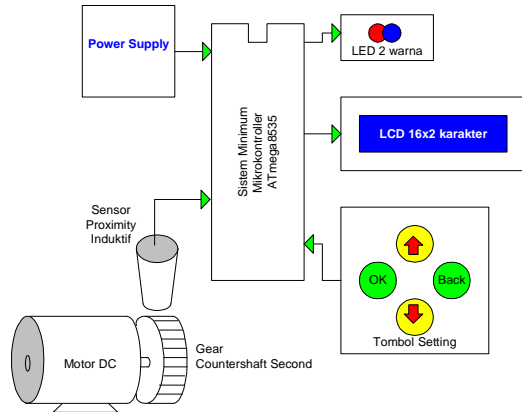 Power Supply
LED 2 warna
Sistem Minimum
Mikrokontroller
ATmega8535
LCD 16x2 karakter
Sensor
Proximity
Induktif
OK
Back
Tombol Setting
Motor DC
Gear
Countershaft Second